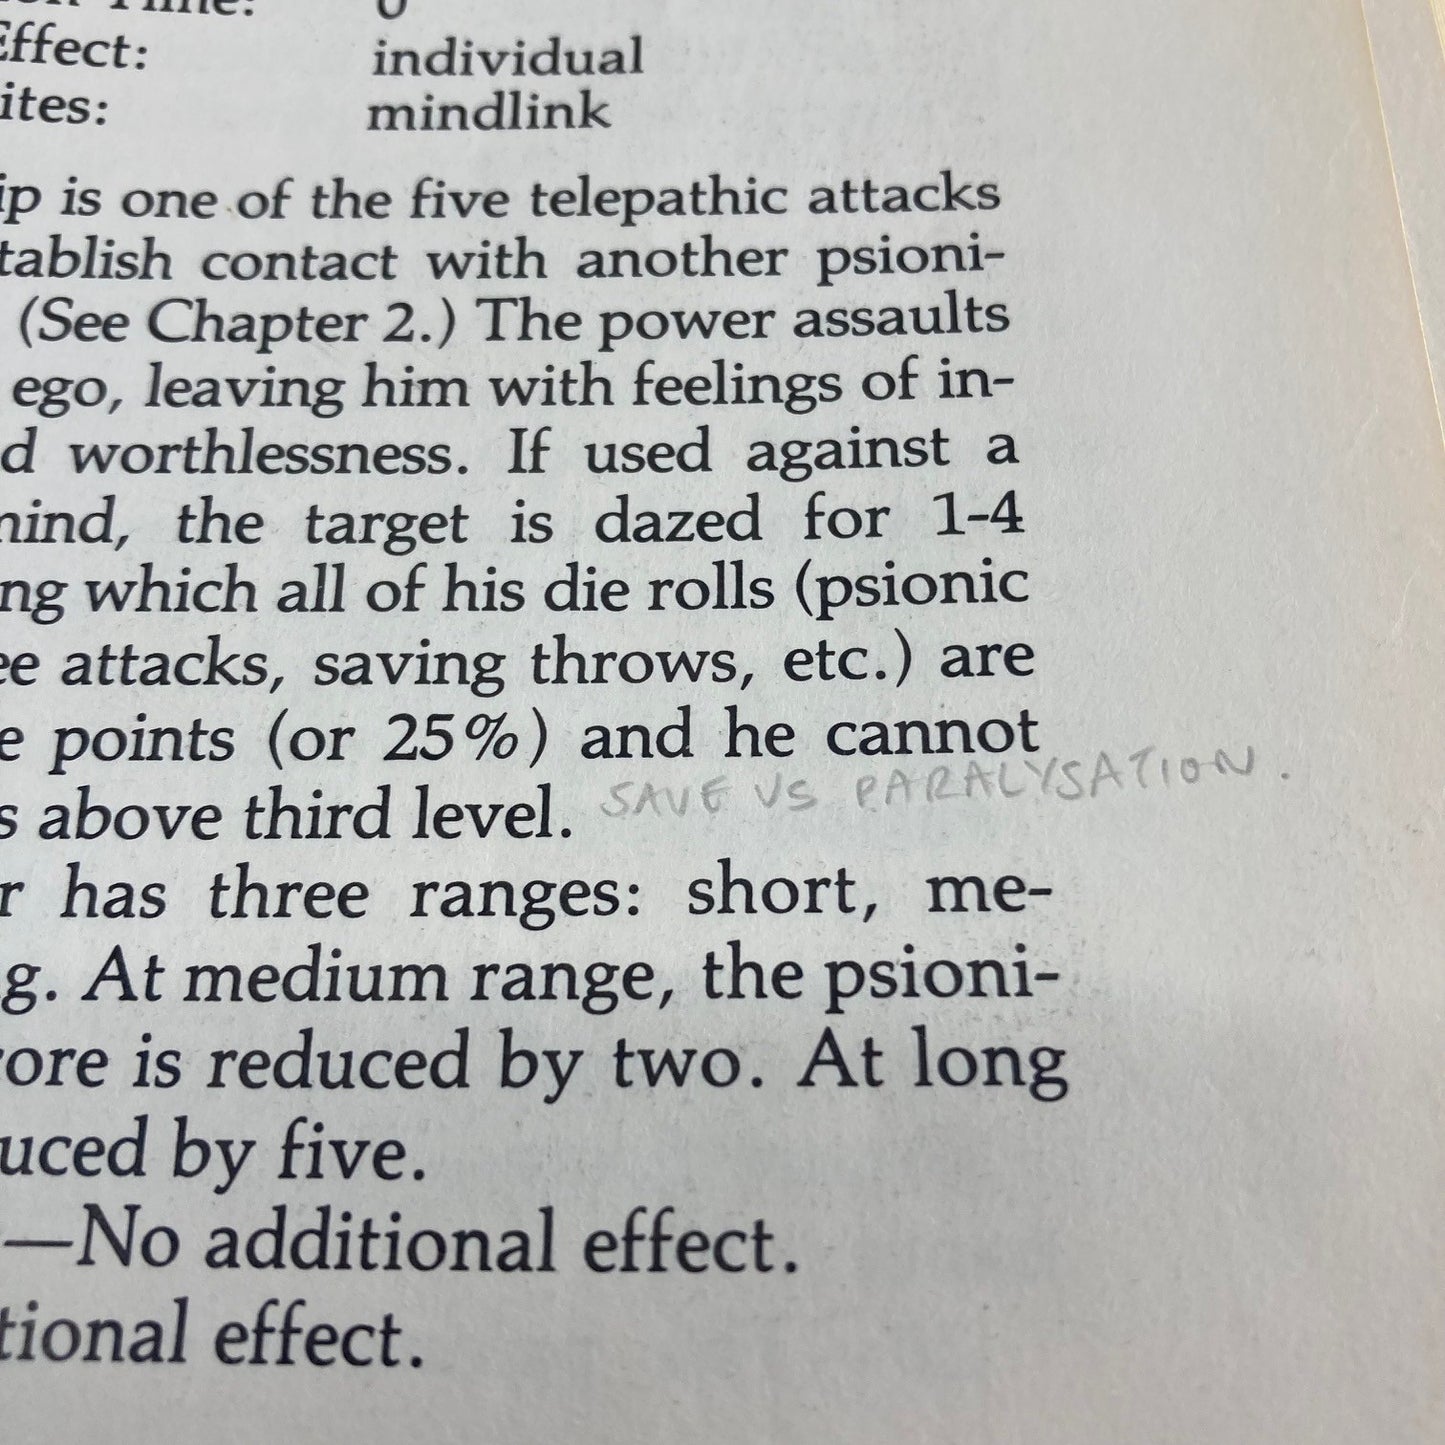 Time: 0
Effect: individual
ites: mindlink
ip is one of the five telepathic attacks
tablish contact with another psioni-
(See Chapter 2.) The power assaults
ego, leaving him with feelings of in-
d worthlessness. If used against a
mind, the target is dazed for 1-4
ng which all of his die rolls (psionic
ee attacks, saving throws, etc.) are
e points (or 25%) and he cannot
s above third level. SAVE VS PARALYSATION.
r has three ranges: short, me-
g. At medium range, the psioni-
ore is reduced by two. At long
uced by five.
—No additional effect.
tional effect.